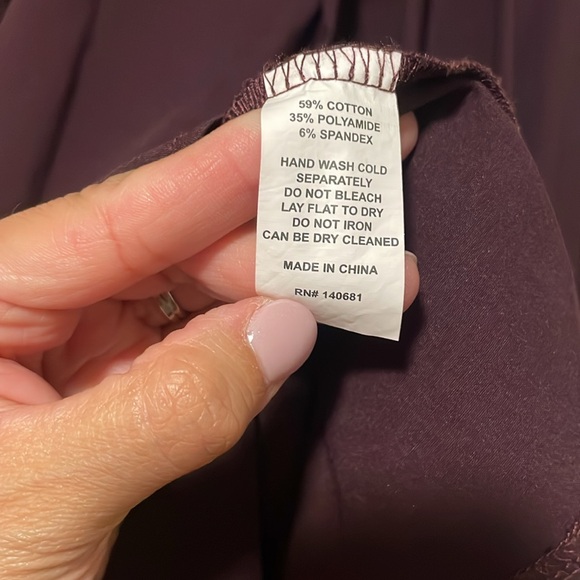 59% COTTON
35% POLYAMIDE
6% SPANDEX
HAND WASH COLD
SEPARATELY
DO NOT BLEACH
LAY FLAT TO DRY
DO NOT IRON
CAN BE DRY CLEANED
MADE IN CHINA
RN# 140681